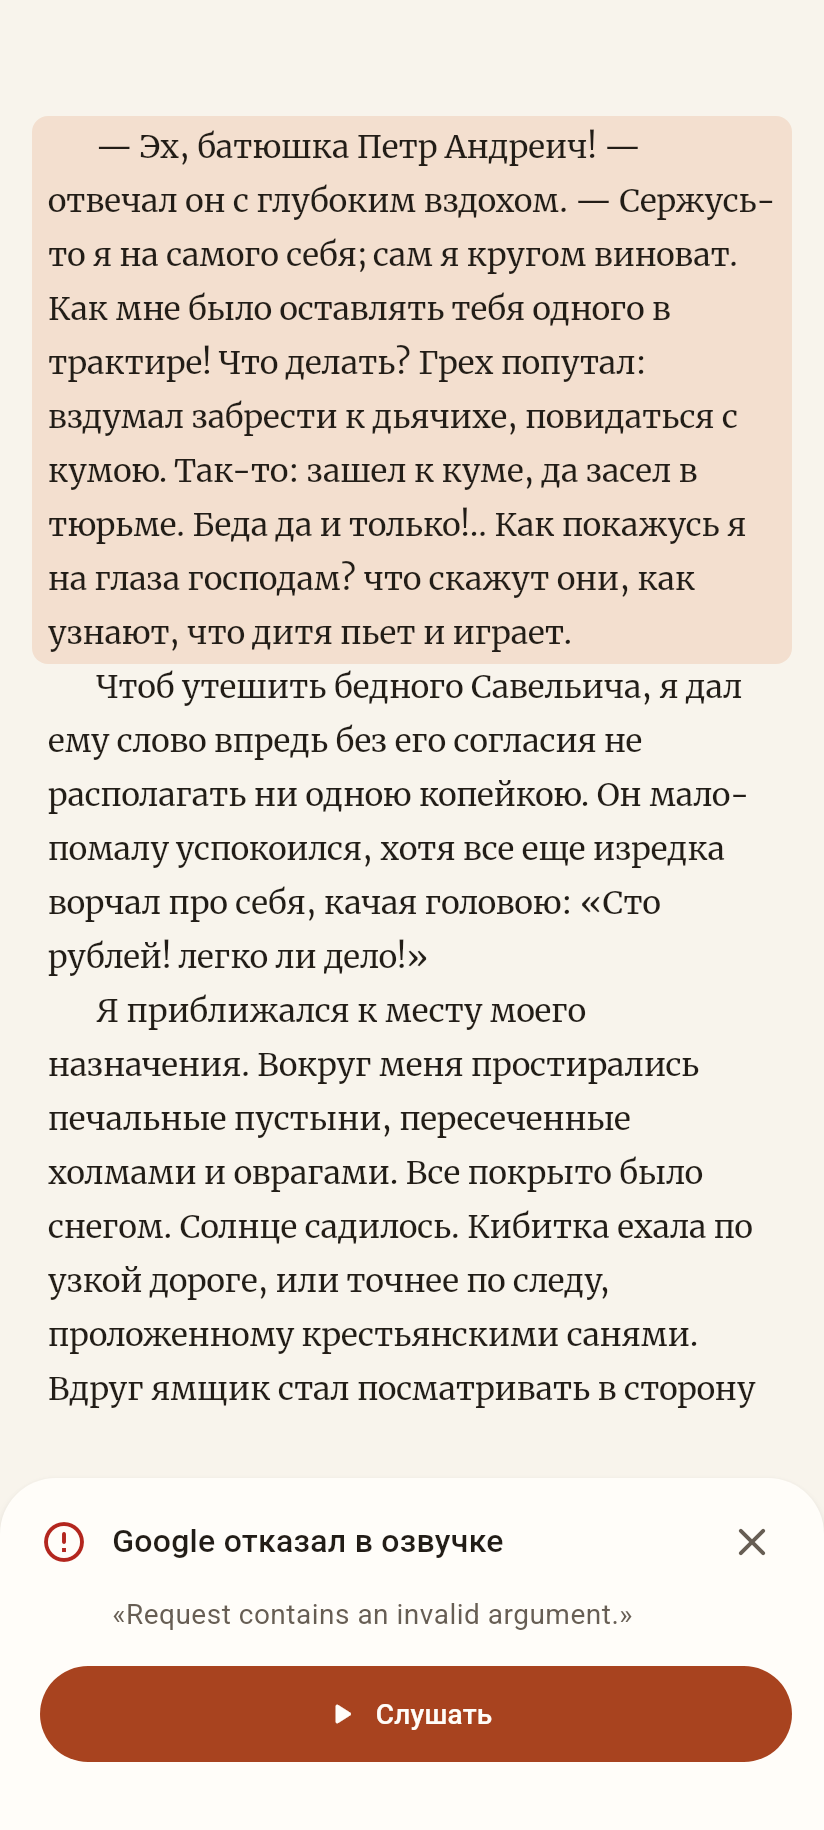 — Эх, батюшка Петр Андреич! —
отвечал он с глубоким вздохом. — Сержусь-
то я на самого себя; сам я кругом виноват.
Как мне было оставлять тебя одного в
трактире! Что делать? Грех попутал:
вздумал забрести к дьячихе, повидаться с
кумою. Так-то: зашел к куме, да засел в
тюрьме. Беда да и только!.. Как покажусь я
на глаза господам? что скажут они, как
узнают, что дитя пьет и играет.
Чтоб утешить бедного Савельича, я дал
ему слово впредь без его согласия не
располагать ни одною копейкою. Он мало-
помалу успокоился, хотя все еще изредка
ворчал про себя, качая головою: «Сто
рублей! легко ли дело!»
Я приближался к месту моего
назначения. Вокруг меня простирались
печальные пустыни, пересеченные
холмами и оврагами. Все покрыто было
снегом. Солнце садилось. Кибитка ехала по
узкой дороге, или точнее по следу,
проложенному крестьянскими санями.
Вдруг ямщик стал посматривать в сторону
Google отказал в озвучке
«Request contains an invalid argument.»
Слушать